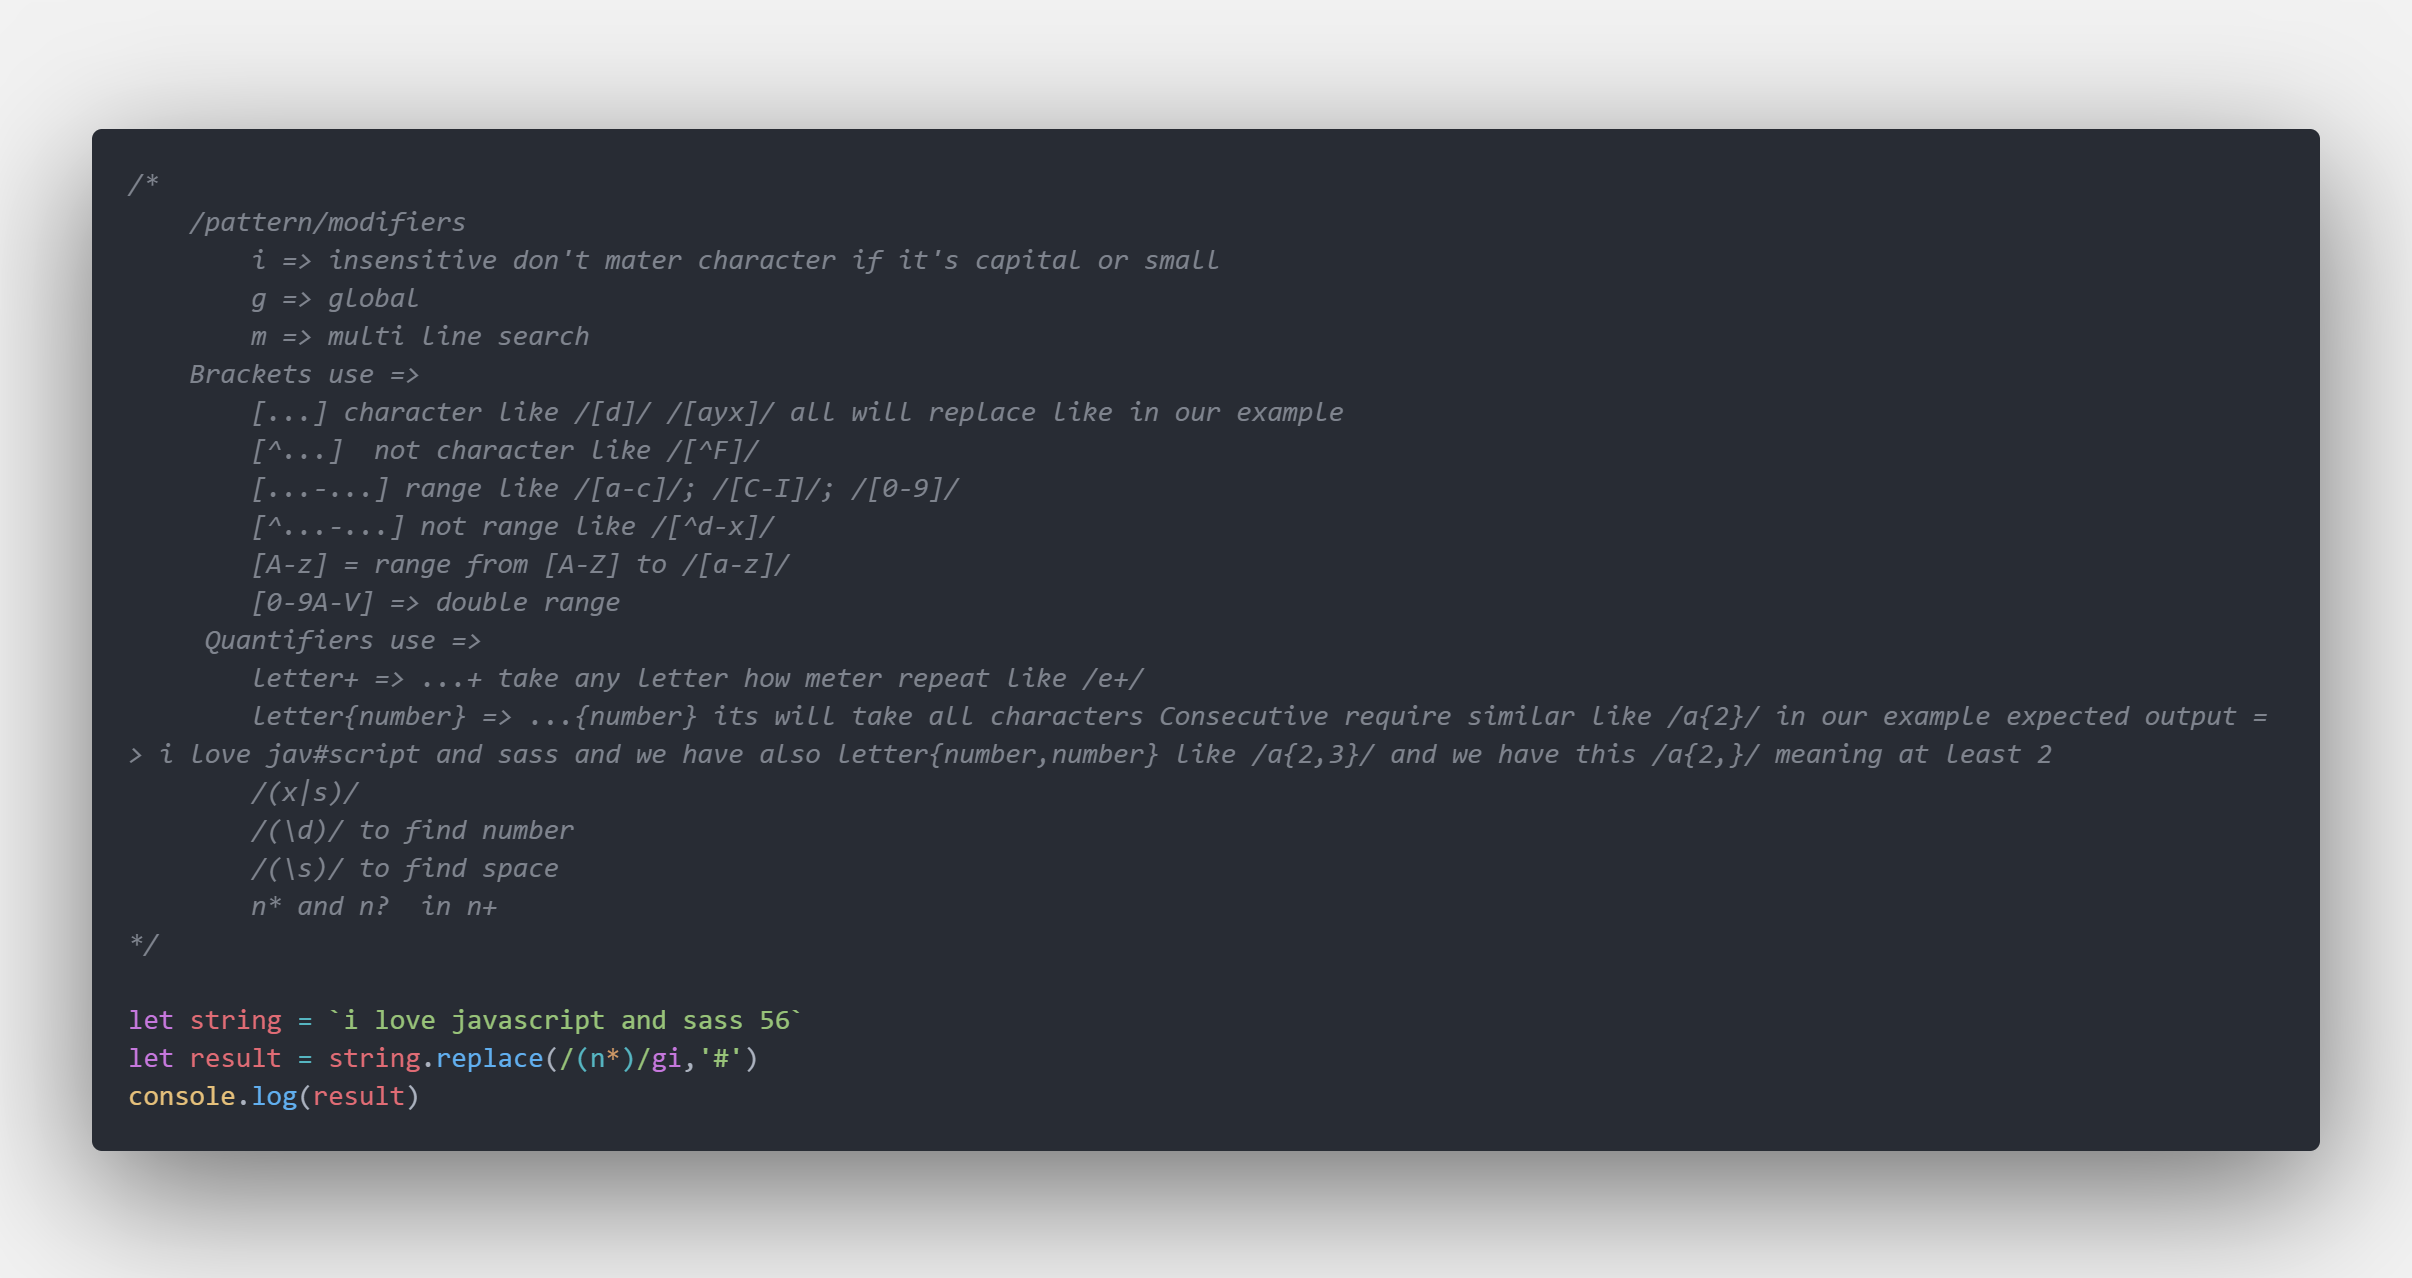 /*
    /pattern/modifiers
        i => insensitive don't mater character if it's capital or small
        g => global
        m => multi line search
    Brackets use =>
        [...] character like /[d]/ /[ayx]/ all will replace like in our example
        [^...]  not character like /[^F]/
        [...-...] range like /[a-c]/; /[C-I]/; /[0-9]/
        [^...-...] not range like /[^d-x]/
        [A-z] = range from [A-Z] to /[a-z]/
        [0-9A-V] => double range
     Quantifiers use =>
        letter+ => ...+ take any letter how meter repeat like /e+/
        letter{number} => ...{number} its will take all characters Consecutive require similar like /a{2}/ in our example expected output =
> i love jav#script and sass and we have also letter{number,number} like /a{2,3}/ and we have this /a{2,}/ meaning at least 2
        /(x|s)/
        /(\d)/ to find number
        /(\s)/ to find space
        n* and n?  in n+
*/

let string = `i love javascript and sass 56`
let result = string.replace(/(n*)/gi,'#')
console.log(result)